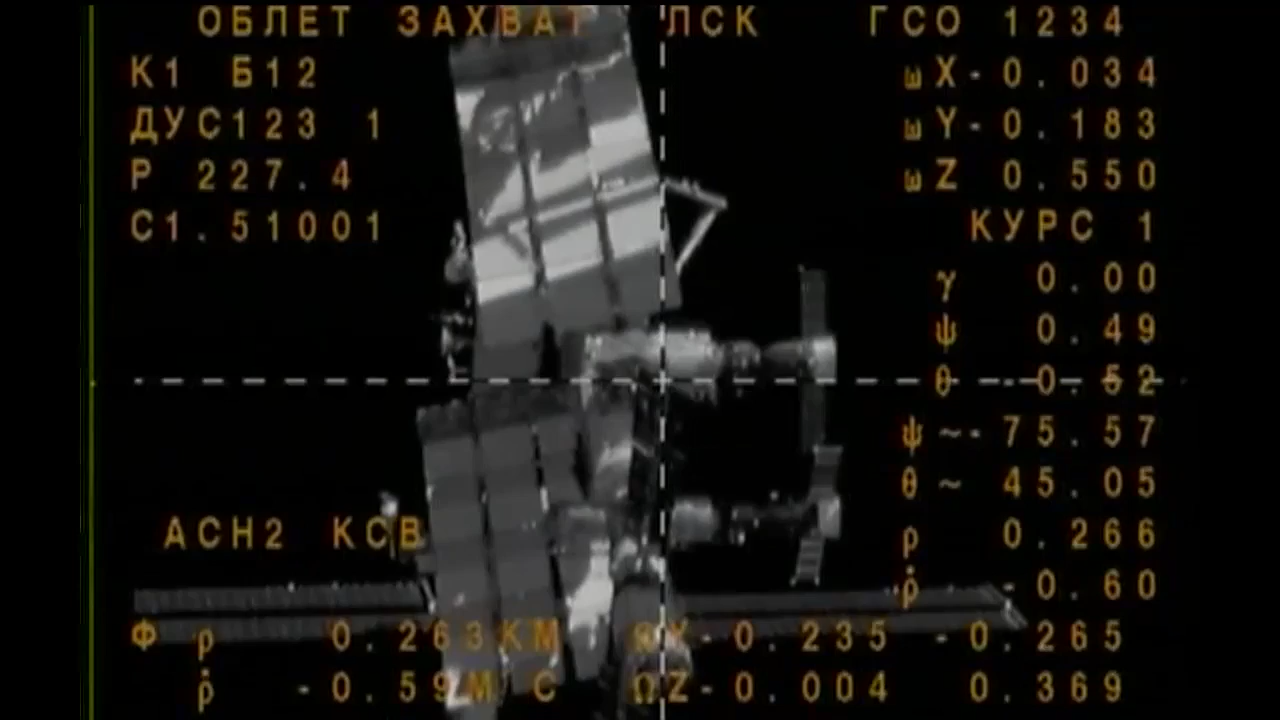 ОБЛЕТ ЗАХВАТ ЛСК ГСО 1234
К1 Б12 ωX-0.034
ДУС123 1 ωY-0.183
Р 227.4 ωZ 0.550
С1.51001 КУРС 1
γ 0.00
ψ 0.49
θ -0.52
ψ~-75.57
θ~ 45.05
АСН2 КСВ ρ 0.266
ρ̇ -0.60
Ф ρ 0.263КМ ΩY-0.235 -0.265
ρ̇ -0.59М С ΩZ-0.004 0.369